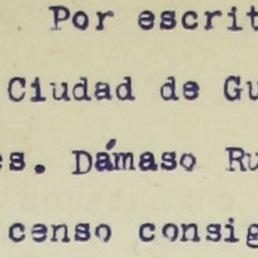 Por escrit
Ciudad de Gu
es. Dámaso Ru
censo consig